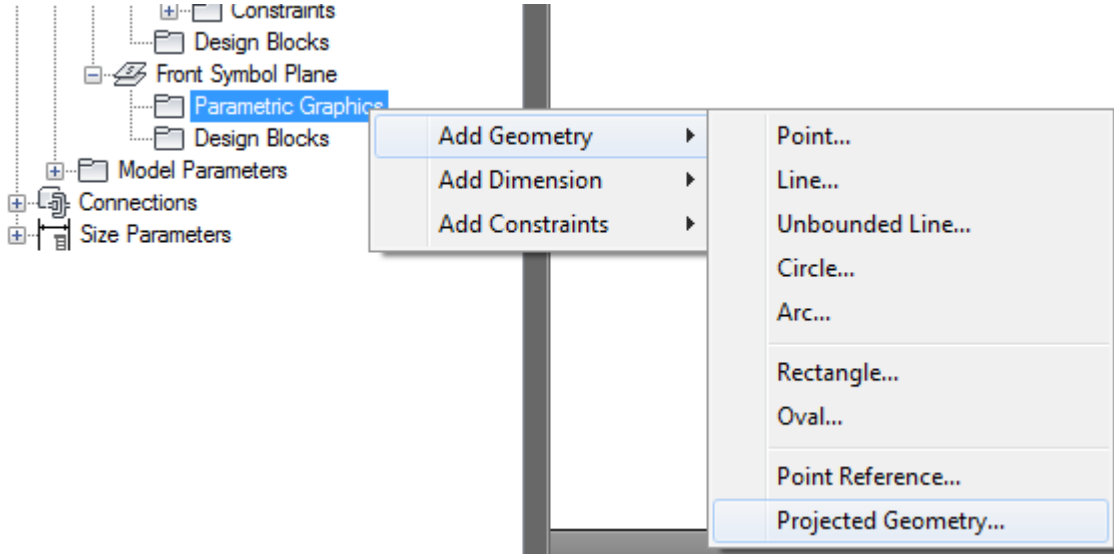 Constraints
Design Blocks
Front Symbol Plane
Parametric Graphics
Design Blocks
Model Parameters
Connections
Size Parameters
Add Geometry
Add Dimension
Add Constraints
Point...
Line...
Unbounded Line...
Circle...
Arc...
Rectangle...
Oval...
Point Reference...
Projected Geometry...